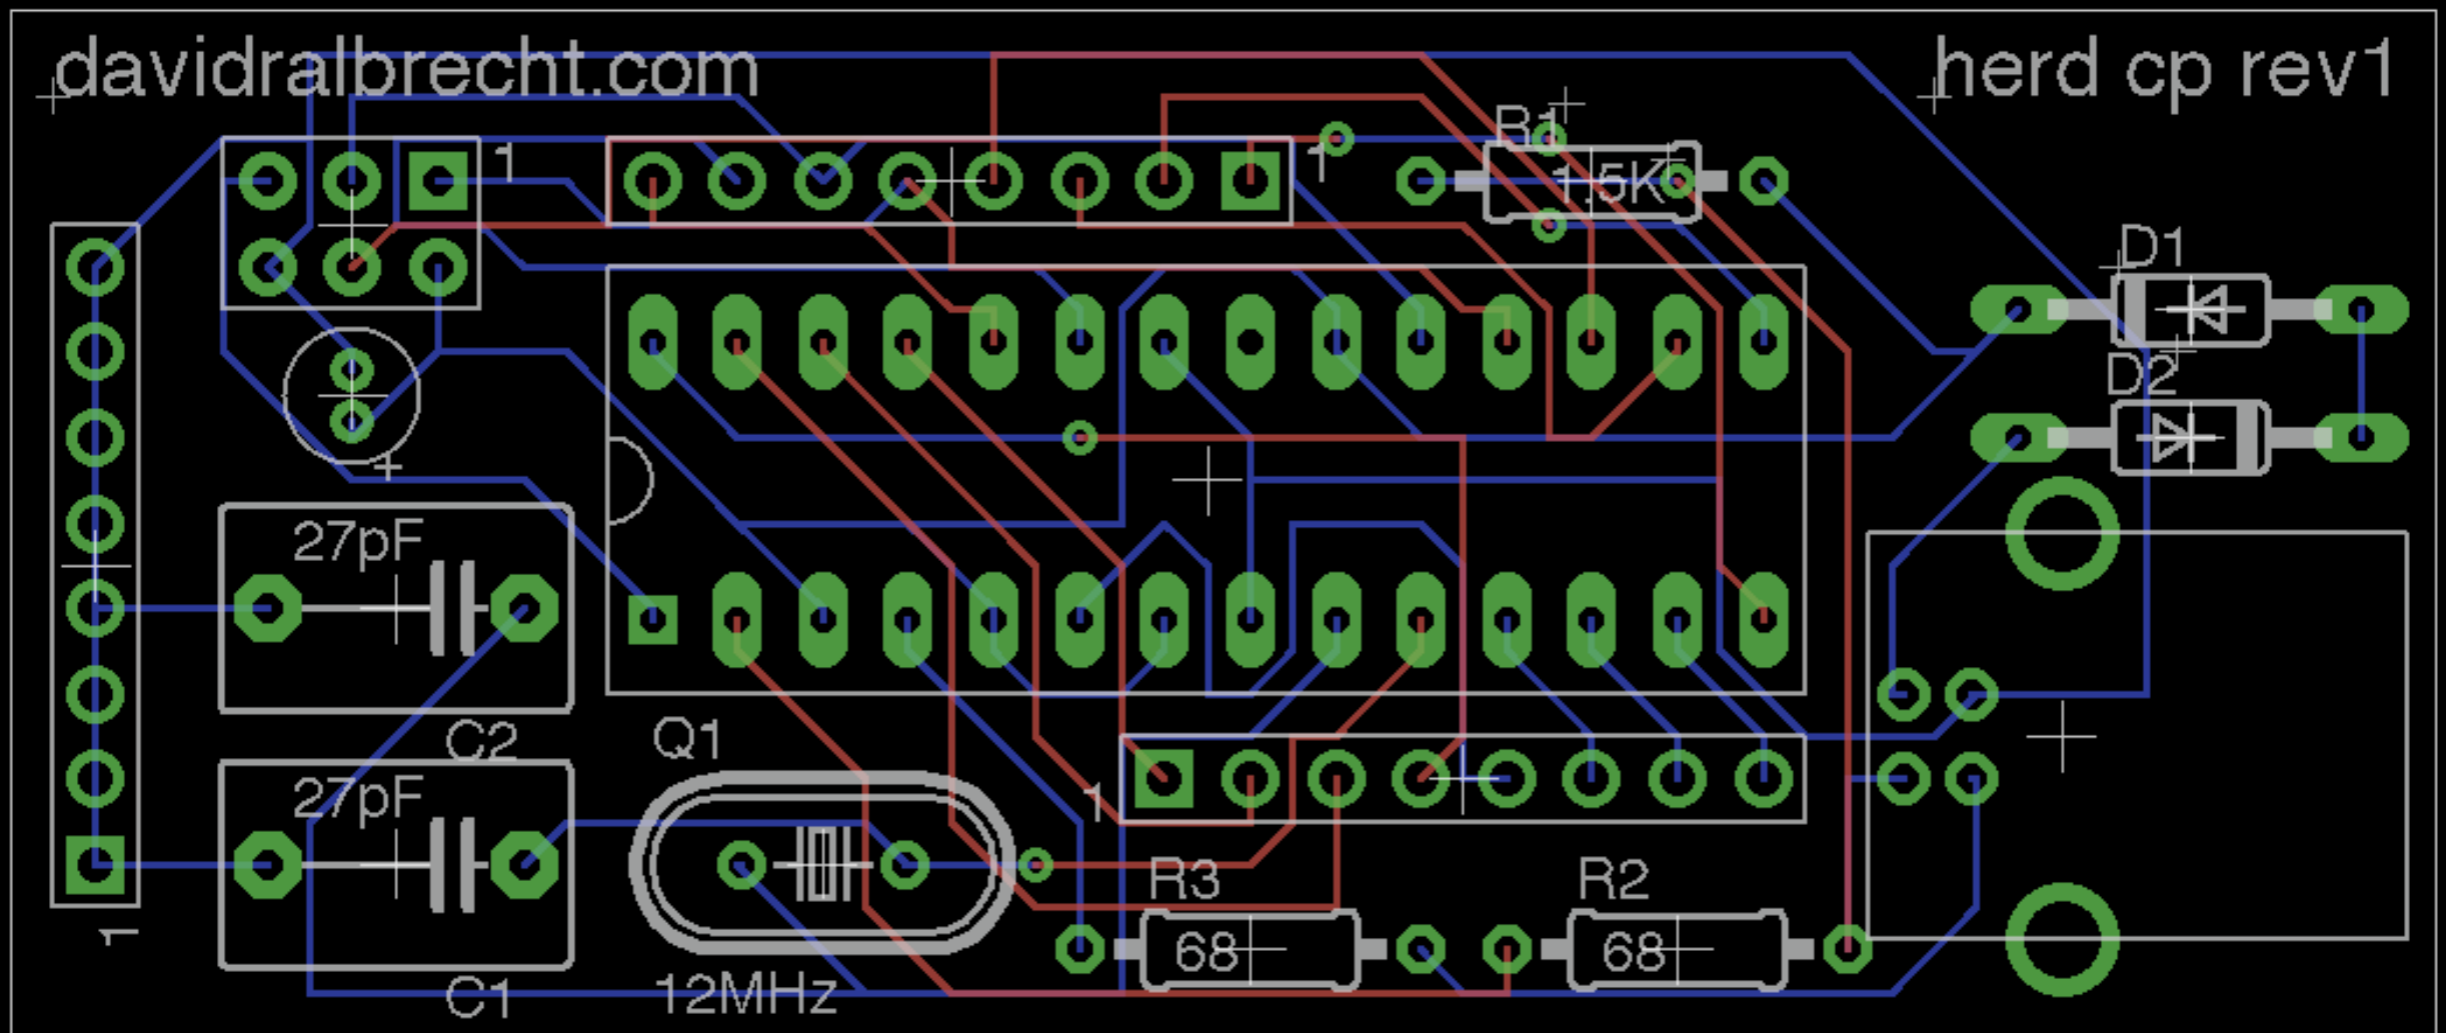 davidralbrecht.com
herd cp rev1
R1
1
1
1.5K
D1
D2
+
27pF
C2
Q1
27pF
1
R3
R2
1
68
68
C1
12MHz